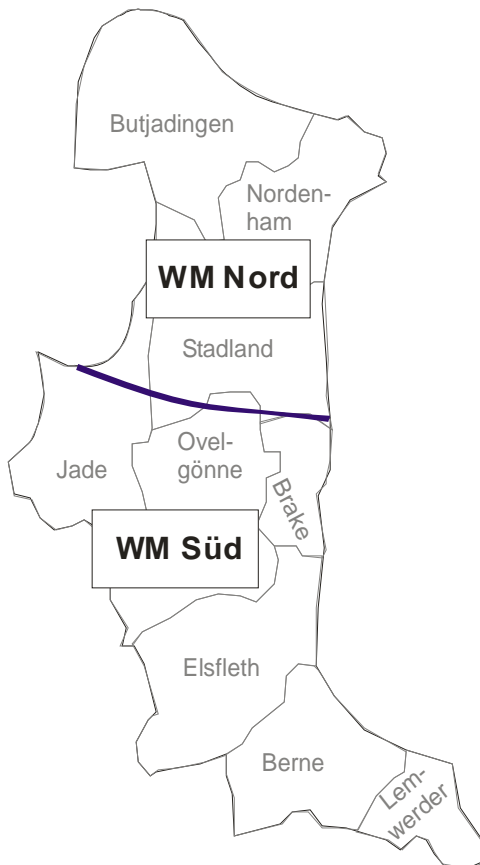 Butjadingen
Norden-
ham
WM Nord
Stadland
Ovel-
gönne
Jade
Brake
WM Süd
Elsfleth
Berne
Lem-
werder